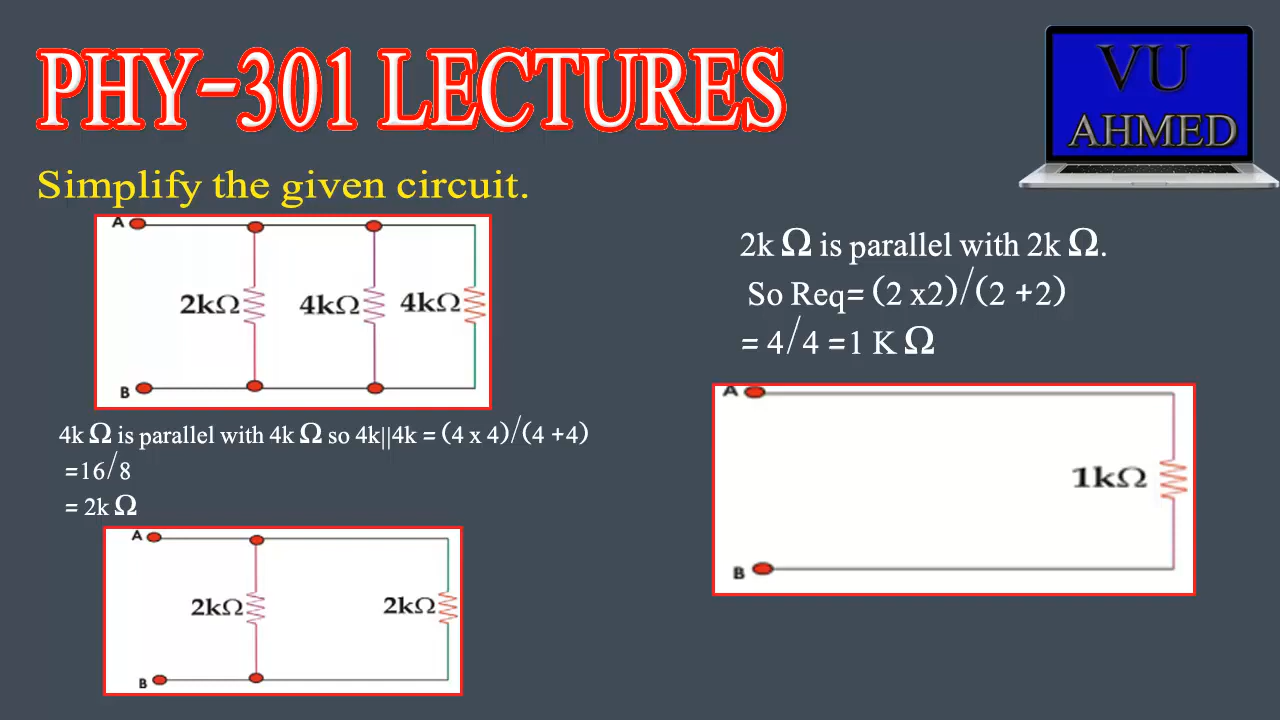 PHY-301 LECTURES
VU
AHMED
Simplify the given circuit.
A
2kΩ 4kΩ 4kΩ
B
4k Ω is parallel with 4k Ω so 4k||4k = (4 x 4)/(4 +4)
=16/8
= 2k Ω
A
2kΩ 2kΩ
B
2k Ω is parallel with 2k Ω.
So Req= (2 x2)/(2 +2)
= 4/4 =1 K Ω
A
1kΩ
B